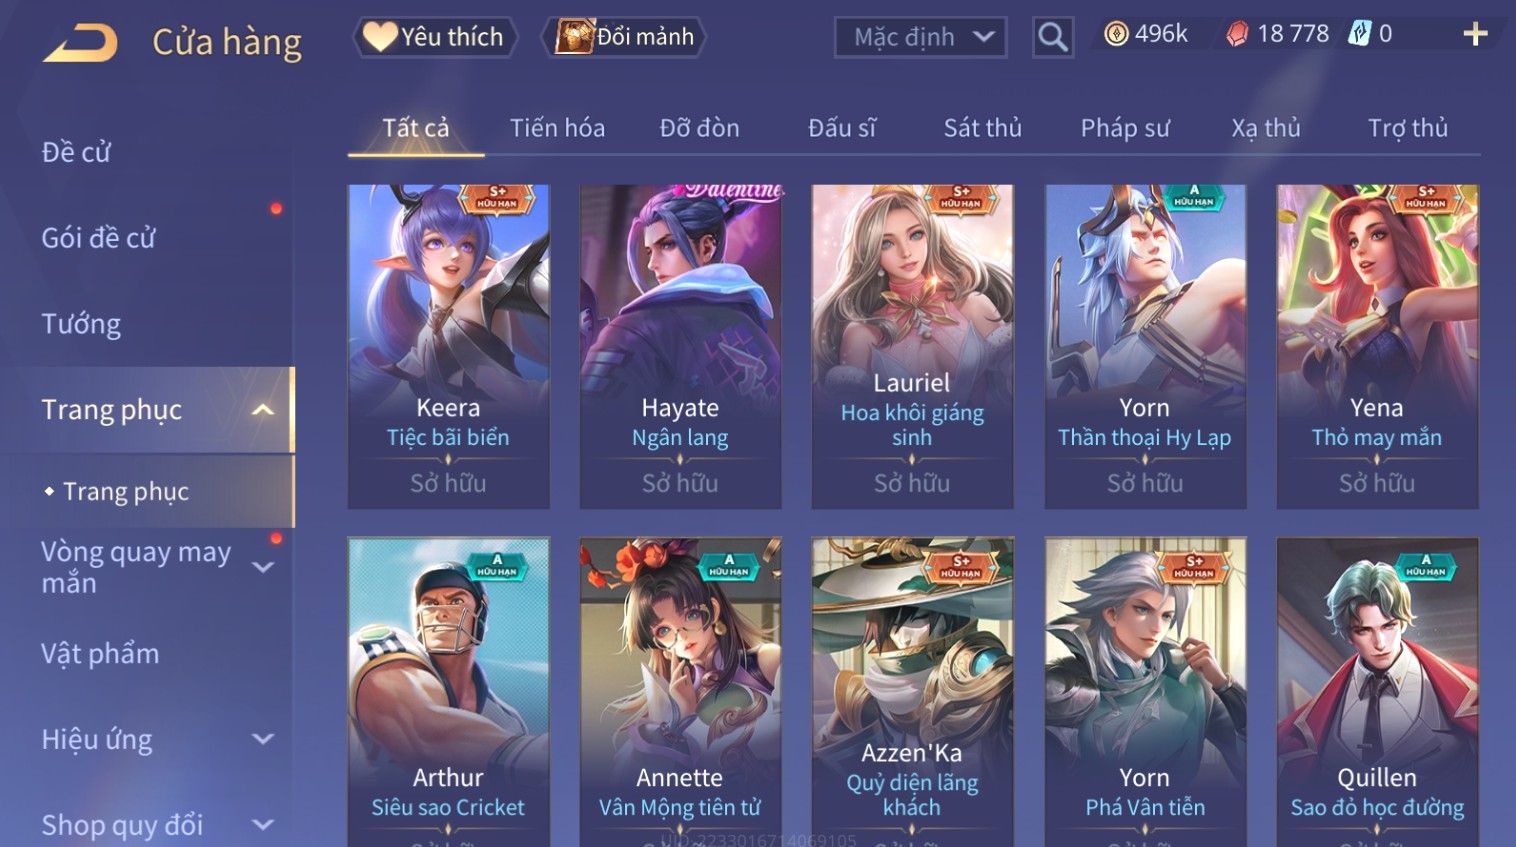 Cửa hàng
Yêu thích
Đổi mảnh
Mặc định
496k
18 778
0
Đề cử
Gói đề cử
Tướng
Trang phục
Trang phục
Vòng quay may
mắn
Vật phẩm
Hiệu ứng
Shop quy đổi
Tất cả
Tiến hóa
Đỡ đòn
Đấu sĩ
Sát thủ
Pháp sư
Xạ thủ
Trợ thủ
S+
HỮU HẠN
Keera
Tiệc bãi biển
Sở hữu
Valentine
Hayate
Ngân lang
Sở hữu
S+
HỮU HẠN
Lauriel
Hoa khôi giáng
sinh
Sở hữu
A
HỮU HẠN
Yorn
Thần thoại Hy Lạp
Sở hữu
S+
HỮU HẠN
Yena
Thỏ may mắn
Sở hữu
A
HỮU HẠN
Arthur
Siêu sao Cricket
A
HỮU HẠN
Annette
Vân Mộng tiên tử
S+
HỮU HẠN
Azzen'Ka
Quỷ diện lãng
khách
S+
HỮU HẠN
Yorn
Phá Vân tiễn
A
HỮU HẠN
Quillen
Sao đỏ học đường
UID: 2233016714069105